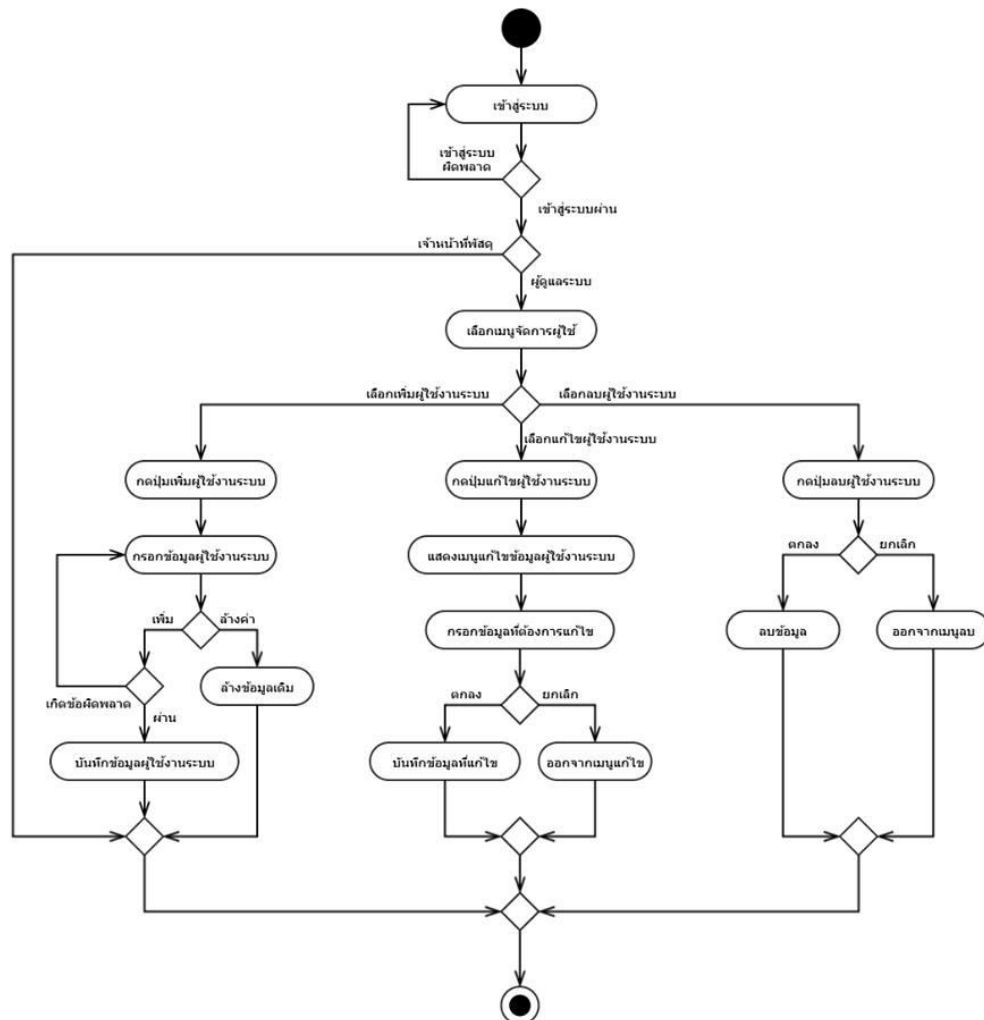 เข้าสู่ระบบ
เข้าสู่ระบบ
ผิดพลาด
เข้าสู่ระบบผ่าน
เจ้าหน้าที่พัสดุ
ผู้ดูแลระบบ
เลือกเมนูจัดการผู้ใช้
เลือกเพิ่มผู้ใช้งานระบบ
เลือกลบผู้ใช้งานระบบ
เลือกแก้ไขผู้ใช้งานระบบ
กดปุ่มเพิ่มผู้ใช้งานระบบ
กดปุ่มแก้ไขผู้ใช้งานระบบ
กดปุ่มลบผู้ใช้งานระบบ
กรอกข้อมูลผู้ใช้งานระบบ
แสดงเมนูแก้ไขข้อมูลผู้ใช้งานระบบ
ตกลง
ยกเลิก
เพิ่ม
ล้างค่า
กรอกข้อมูลที่ต้องการแก้ไข
ลบข้อมูล
ออกจากเมนูลบ
เกิดข้อผิดพลาด
ล้างข้อมูลเดิม
ตกลง
ยกเลิก
ผ่าน
บันทึกข้อมูลผู้ใช้งานระบบ
บันทึกข้อมูลที่แก้ไข
ออกจากเมนูแก้ไข